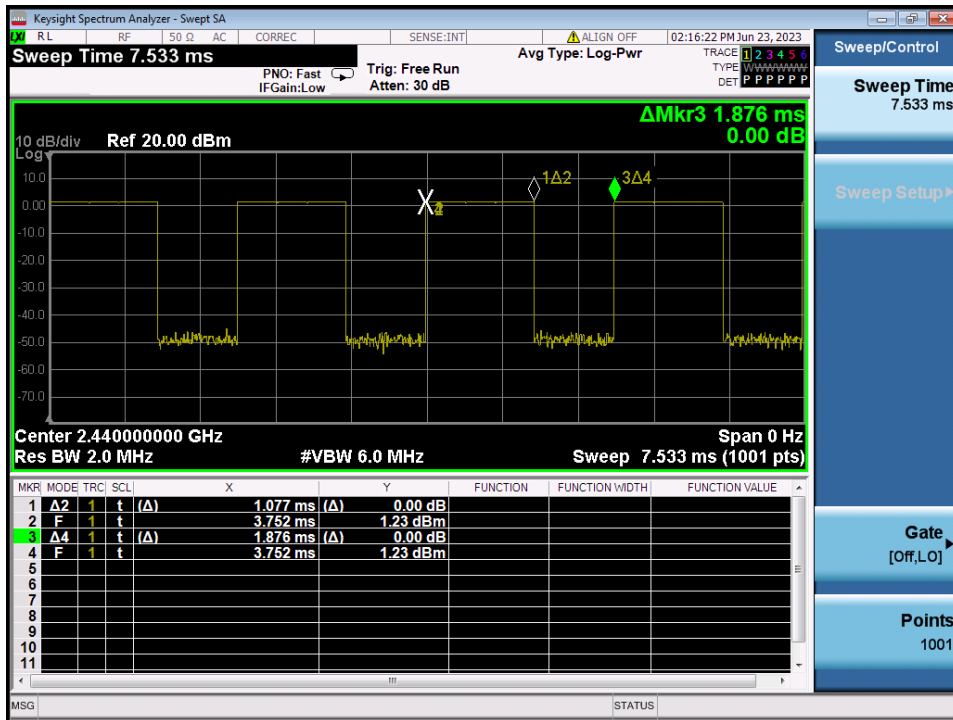 Keysight Spectrum Analyzer - Swept SA
LXI RL RF 50 Ω AC CORREC SENSE:INT ALIGN OFF 02:16:22 PM Jun 23, 2023
Sweep Time 7.533 ms
PNO: Fast
IFGain:Low
Trig: Free Run
Atten: 30 dB
Avg Type: Log-Pwr
TRACE 1 2 3 4 5 6
TYPE WWWWWW
DET P P P P P P
ΔMkr3 1.876 ms
0.00 dB
10 dB/div Ref 20.00 dBm
Log
10.0
0.00
-10.0
-20.0
-30.0
-40.0
-50.0
-60.0
-70.0
1Δ2
3Δ4
Center 2.440000000 GHz Span 0 Hz
Res BW 2.0 MHz #VBW 6.0 MHz Sweep 7.533 ms (1001 pts)
MKR MODE TRC SCL X Y FUNCTION FUNCTION WIDTH FUNCTION VALUE
1 Δ2 1 t (Δ) 1.077 ms (Δ) 0.00 dB
2 F 1 t 3.752 ms 1.23 dBm
3 Δ4 1 t (Δ) 1.876 ms (Δ) 0.00 dB
4 F 1 t 3.752 ms 1.23 dBm
5
6
7
8
9
10
11
MSG STATUS
Sweep/Control
Sweep Time
7.533 ms
Sweep Setup
Gate
[Off,LO]
Points
1001